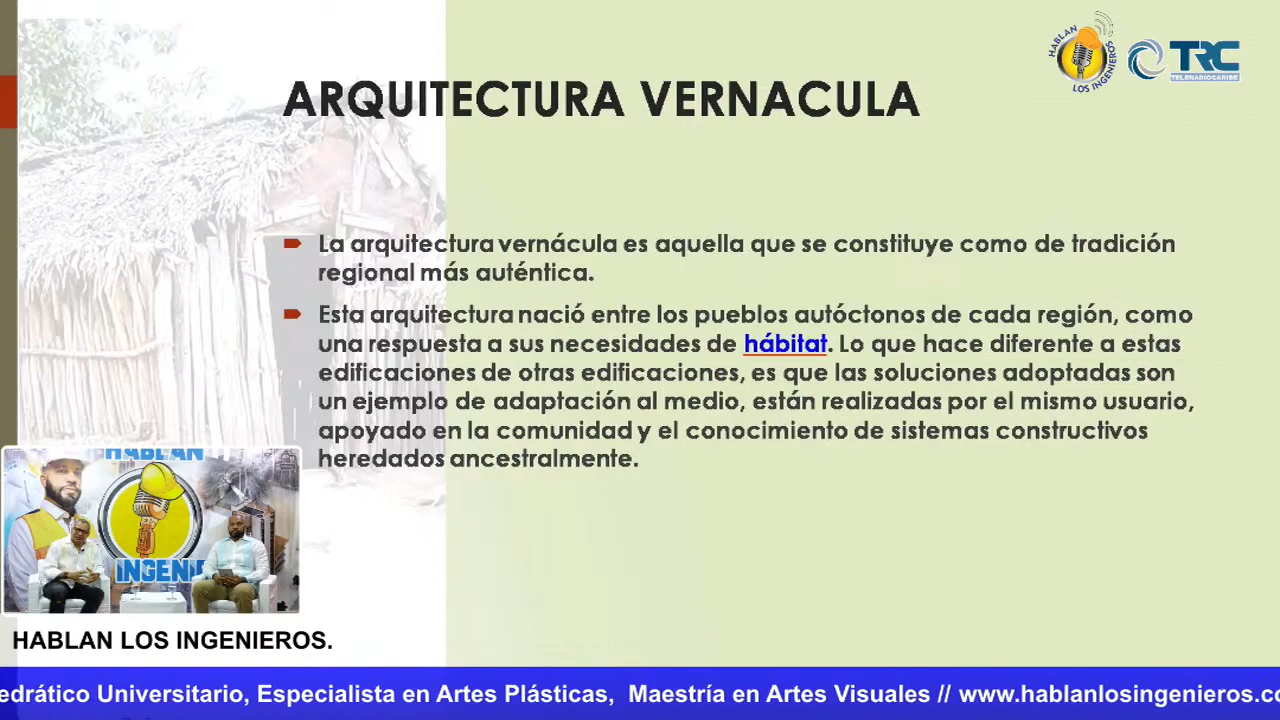 HABLAN
LOS INGENIEROS
TRC
TELERADIOCARIBE
ARQUITECTURA VERNACULA
La arquitectura vernácula es aquella que se constituye como de tradición
regional más auténtica.
Esta arquitectura nació entre los pueblos autóctonos de cada región, como
una respuesta a sus necesidades de hábitat. Lo que hace diferente a estas
edificaciones de otras edificaciones, es que las soluciones adoptadas son
un ejemplo de adaptación al medio, están realizadas por el mismo usuario,
apoyado en la comunidad y el conocimiento de sistemas constructivos
heredados ancestralmente.
HABLAN
INGENI
HABLAN LOS INGENIEROS.
edrático Universitario, Especialista en Artes Plásticas, Maestría en Artes Visuales // www.hablanlosingenieros.co